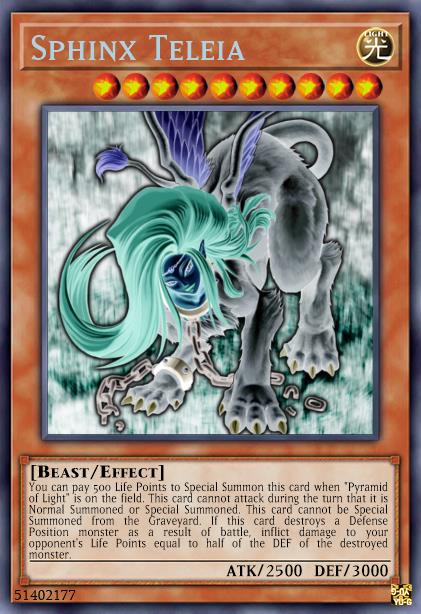 Sphinx Teleia
LIGHT
光
[Beast/Effect]
You can pay 500 Life Points to Special Summon this card when "Pyramid
of Light" is on the field. This card cannot attack during the turn that it is
Normal Summoned or Special Summoned. This card cannot be Special
Summoned from the Graveyard. If this card destroys a Defense
Position monster as a result of battle, inflict damage to your
opponent's Life Points equal to half of the DEF of the destroyed
monster.
ATK/2500 DEF/3000
51402177